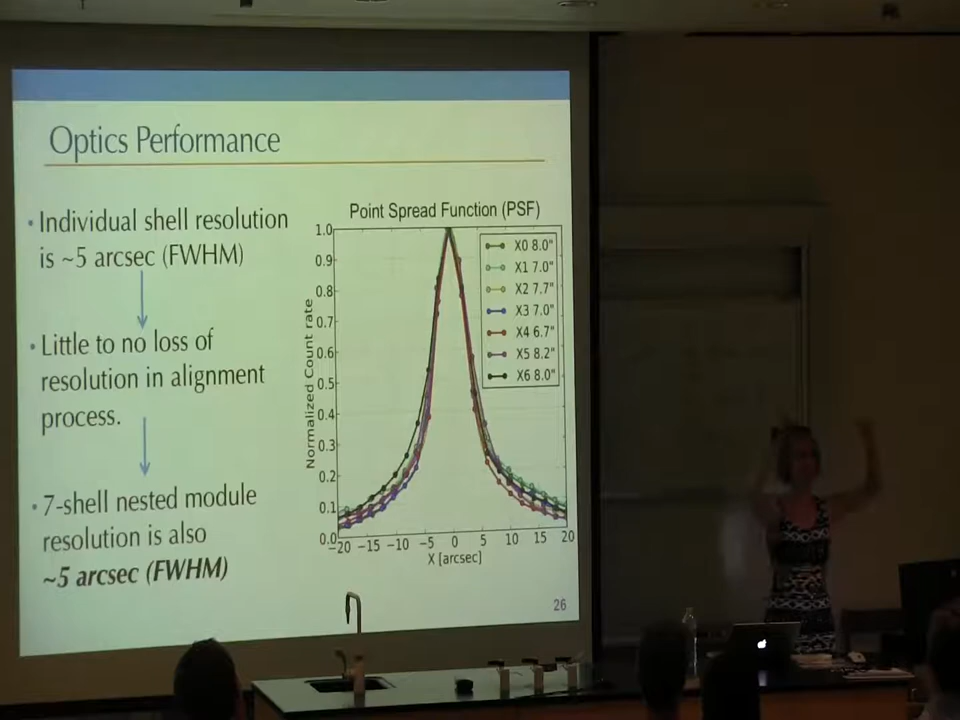 Optics Performance
• Individual shell resolution
is ~5 arcsec (FWHM)
• Little to no loss of
resolution in alignment
process.
• 7-shell nested module
resolution is also
~5 arcsec (FWHM)
Point Spread Function (PSF)
Normalized Count rate
1.0
0.9
0.8
0.7
0.6
0.5
0.4
0.3
0.2
0.1
0.0
−20 −15 −10 −5 0 5 10 15 20
X [arcsec]
X0 8.0"
X1 7.0"
X2 7.7"
X3 7.0"
X4 6.7"
X5 8.2"
X6 8.0"
26